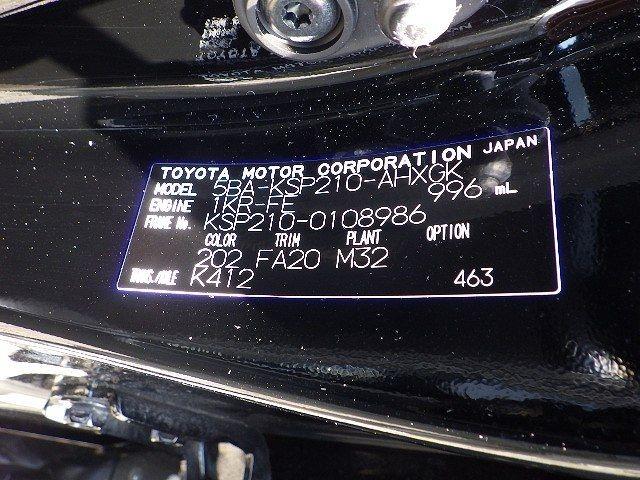 TOYOTA MOTOR CORPORATION JAPAN
MODEL 5BA-KSP210-AHXGK
ENGINE 1KR-FE 996 mL
FRAME No. KSP210-0108986
COLOR TRIM PLANT OPTION
202 FA20 M32
TRANS./AXLE K412 463